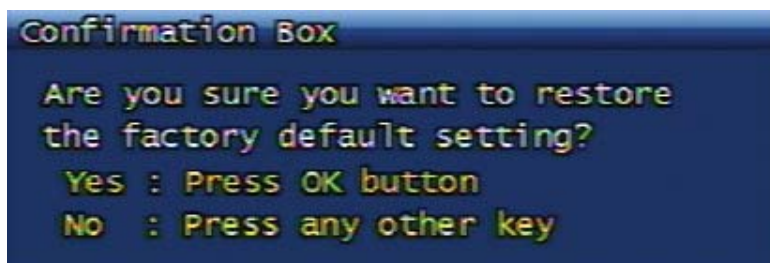 Confirmation Box
Are you sure you want to restore
the factory default setting?
Yes : Press OK button
No : Press any other key